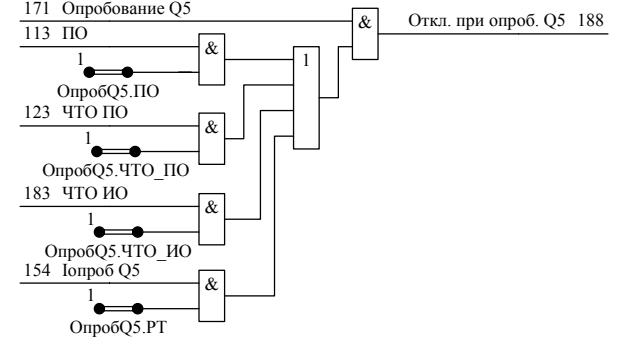 171 Опробование Q5
&
Откл. при опроб. Q5 188
113 ПО
&
1
1
ОпробQ5.ПО
123 ЧТО ПО
&
1
ОпробQ5.ЧТО_ПО
183 ЧТО ИО
&
1
ОпробQ5.ЧТО_ИО
154 Iопроб Q5
&
1
ОпробQ5.РТ